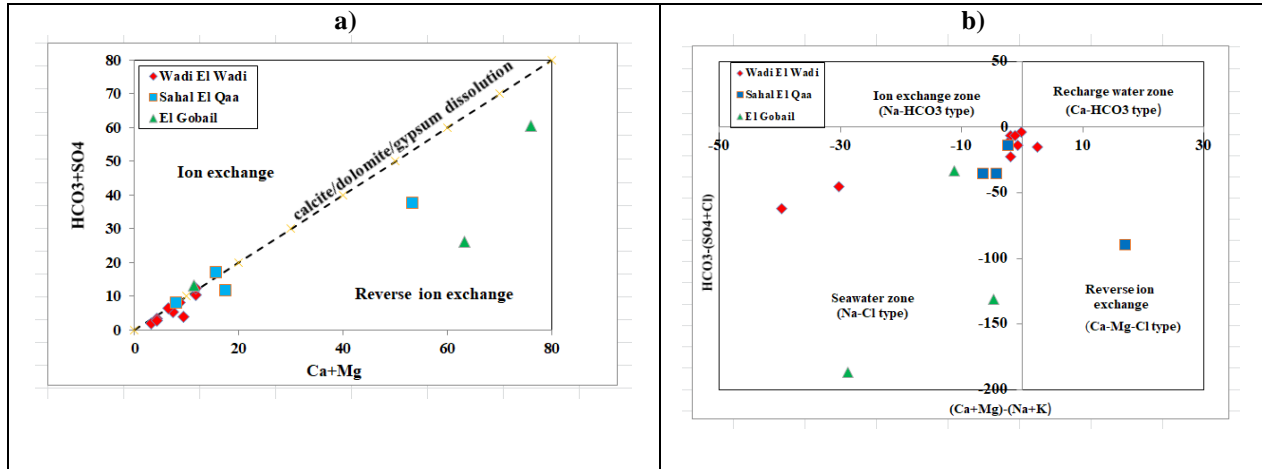 a)
80
70
60
50
40
30
20
10
0
HCO3+SO4
Wadi El Wadi
Sahal El Qaa
El Gobail
Ion exchange
calcite/dolomite/gypsum dissolution
Reverse ion exchange
0 20 40 60 80
Ca+Mg
b)
50
0
-50
-100
-150
-200
HCO3-(SO4+Cl)
Wadi El Wadi
Sahal El Qaa
El Gobail
Ion exchange zone
(Na-HCO3 type)
Recharge water zone
(Ca-HCO3 type)
-50 -30 -10 10 30
Seawater zone
(Na-Cl type)
Reverse ion
exchange
(Ca-Mg-Cl type)
(Ca+Mg)-(Na+K)